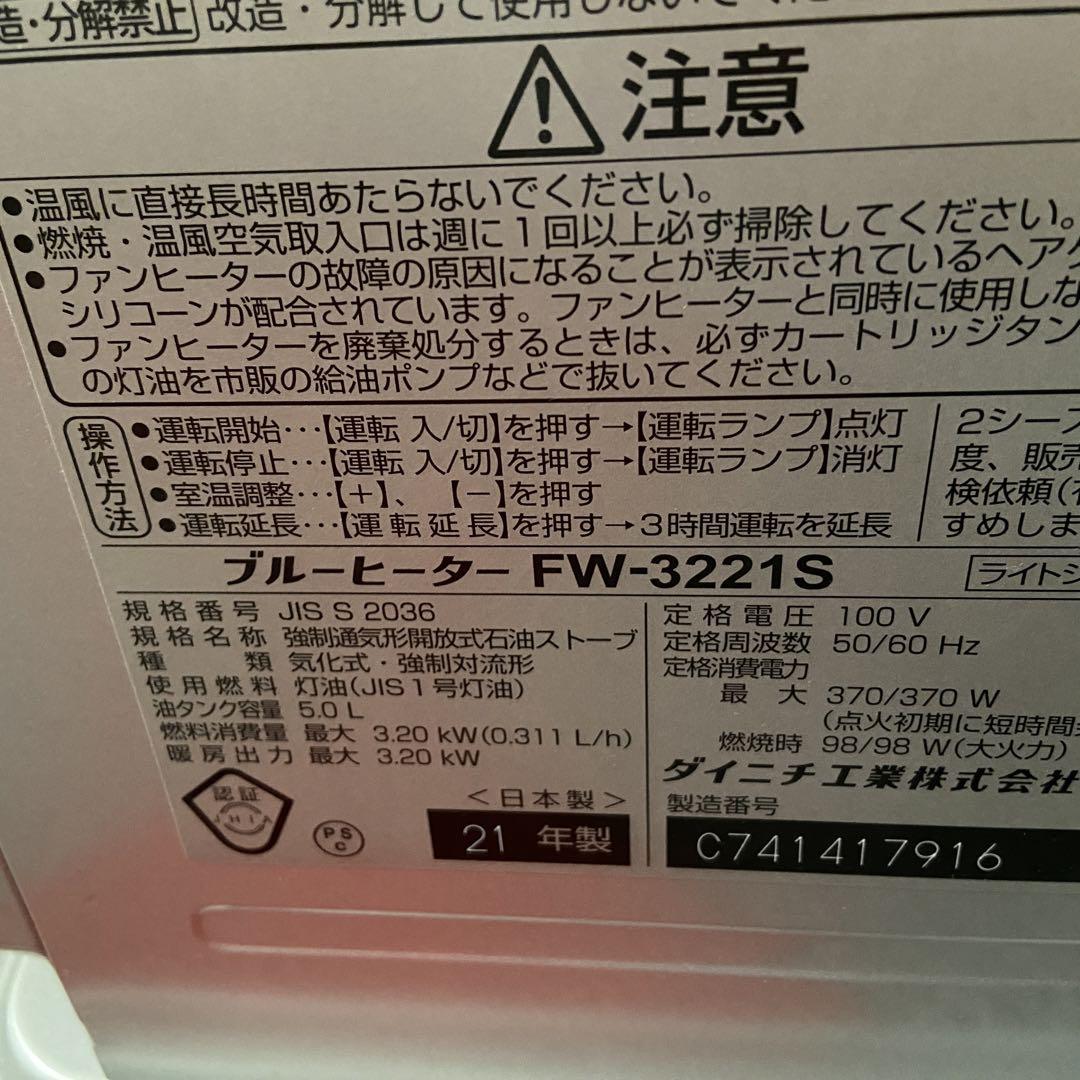 造・分解禁止 改造・分解して使用しないでくだ
注意
●温風に直接長時間あたらないでください。
●燃焼・温風空気取入口は週に1回以上必ず掃除してください。
●ファンヒーターの故障の原因になることが表示されているヘアケ
シリコーンが配合されています。ファンヒーターと同時に使用しな
●ファンヒーターを廃棄処分するときは、必ずカートリッジタン
の灯油を市販の給油ポンプなどで抜いてください。
操作方法
●運転開始…【運転 入/切】を押す→【運転ランプ】点灯
●運転停止…【運転 入/切】を押す→【運転ランプ】消灯
●室温調整…【+】、【−】を押す
●運転延長…【運転延長】を押す→3時間運転を延長
2シーズ
度、販売
検依頼(
すめしま
ブルーヒーター FW-3221S
ライトシ
規格番号 JIS S 2036
規格名称 強制通気形開放式石油ストーブ
種類 気化式・強制対流形
使用燃料 灯油(JIS1号灯油)
油タンク容量 5.0 L
燃料消費量 最大 3.20 kW(0.311 L/h)
暖房出力 最大 3.20 kW
認証
JHIA
PS
C
<日本製>
21 年製
定格電圧 100 V
定格周波数 50/60 Hz
定格消費電力
最大 370/370 W
(点火初期に短時間
燃焼時 98/98 W(大火力)
ダイニチ工業株式会社
製造番号
C741417916